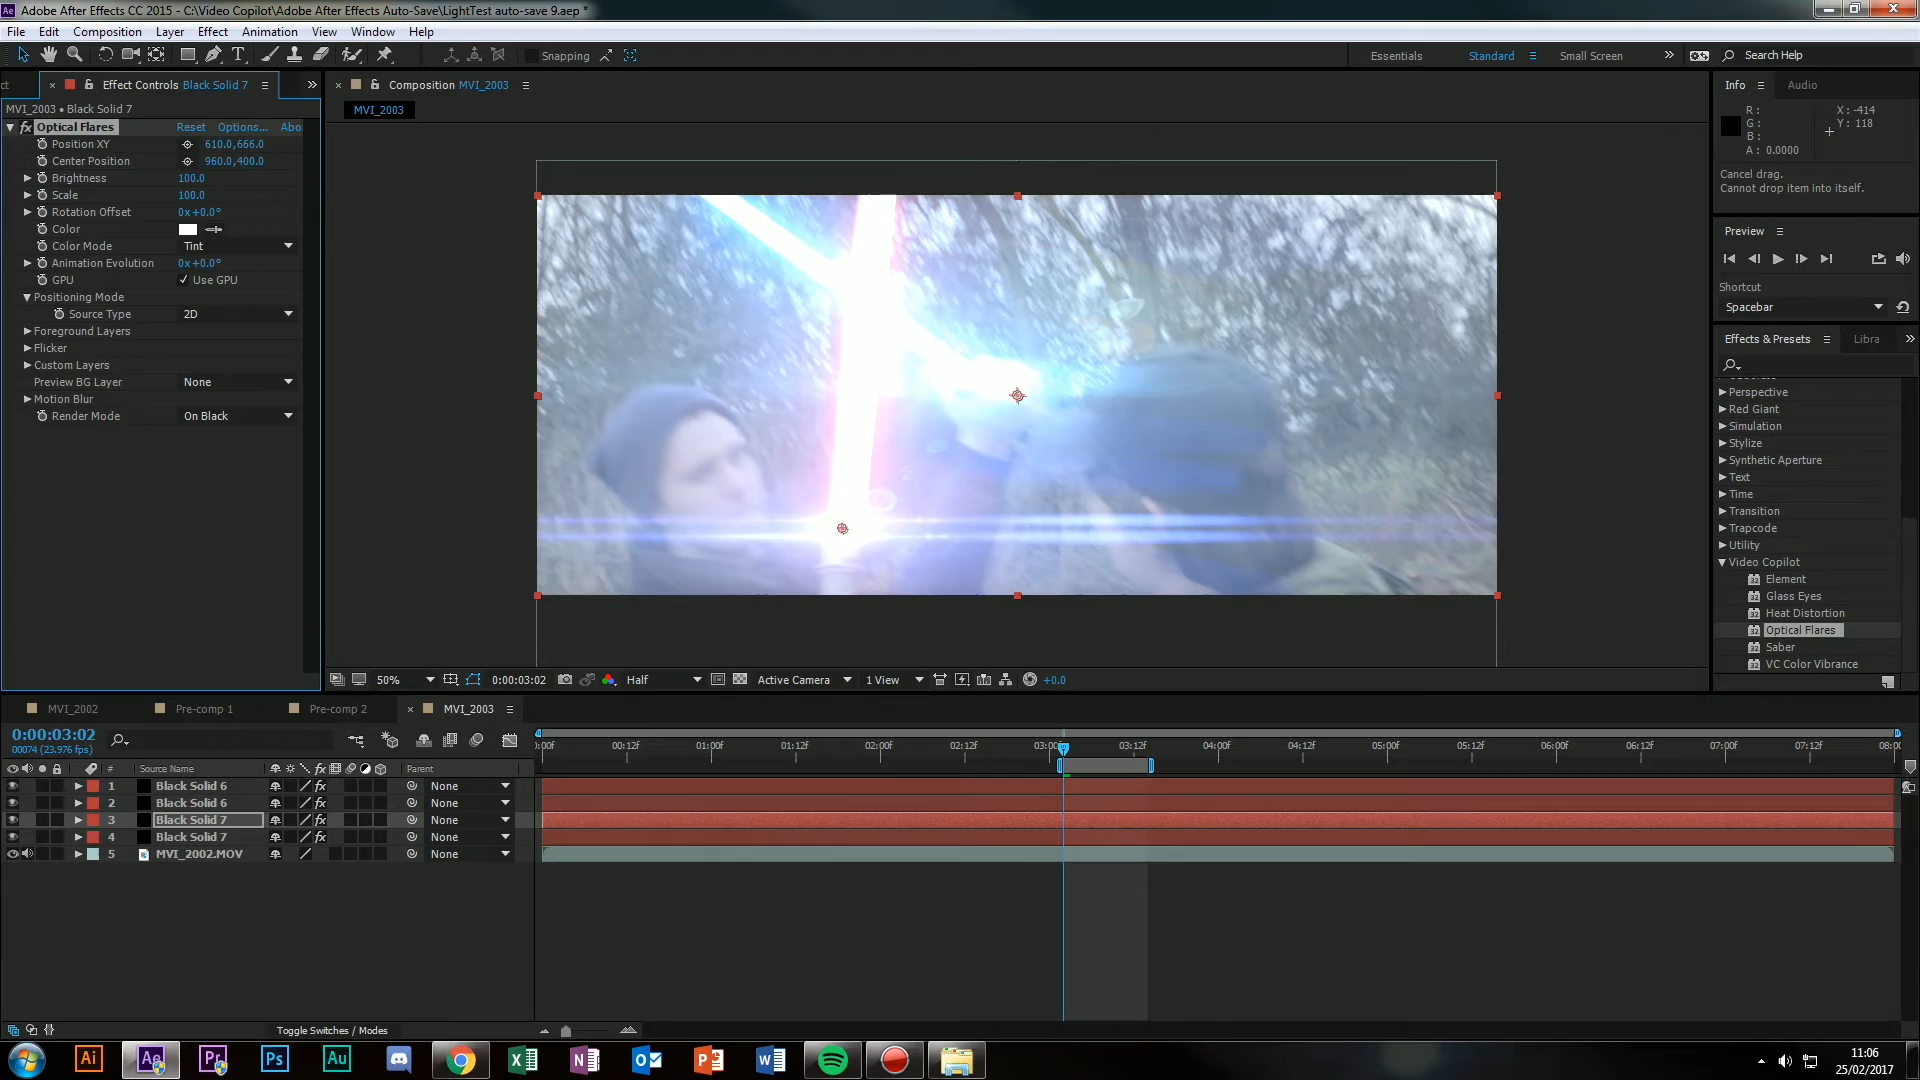 Adobe After Effects CC 2015 - C:\Video Copilot\Adobe After Effects Auto-Save\LightTest auto-save 9.aep *
File Edit Composition Layer Effect Animation View Window Help
Snapping
Essentials Standard Small Screen Search Help
Effect Controls Black Solid 7
Composition MVI_2003
Info Audio
MVI_2003 • Black Solid 7
MVI_2003
R : X : -414
G : Y : 118
B :
A : 0.0000
Cancel drag.
Cannot drop item into itself.
fx Optical Flares Reset Options... Abo
Position XY 610.0,666.0
Center Position 960.0,400.0
Brightness 100.0
Scale 100.0
Rotation Offset 0x+0.0°
Color
Color Mode Tint
Animation Evolution 0x+0.0°
GPU Use GPU
Positioning Mode
Source Type 2D
Foreground Layers
Flicker
Custom Layers
Preview BG Layer None
Motion Blur
Render Mode On Black
Preview
Shortcut
Spacebar
Effects & Presets Libra
Perspective
Red Giant
Simulation
Stylize
Synthetic Aperture
Text
Time
Transition
Trapcode
Utility
Video Copilot
Element
Glass Eyes
Heat Distortion
Optical Flares
Saber
VC Color Vibrance
50% 0:00:03:02 Half Active Camera 1 View +0.0
MVI_2002 Pre-comp 1 Pre-comp 2 MVI_2003
0:00:03:02
00074 (23.976 fps)
:00f 00:12f 01:00f 01:12f 02:00f 02:12f 03:00f 03:12f 04:00f 04:12f 05:00f 05:12f 06:00f 06:12f 07:00f 07:12f 08:00
# Source Name fx Parent
1 Black Solid 6 fx None
2 Black Solid 6 fx None
3 Black Solid 7 fx None
4 Black Solid 7 fx None
5 MVI_2002.MOV None
Toggle Switches / Modes
Ai Ae Pr Ps Au
11:06
25/02/2017